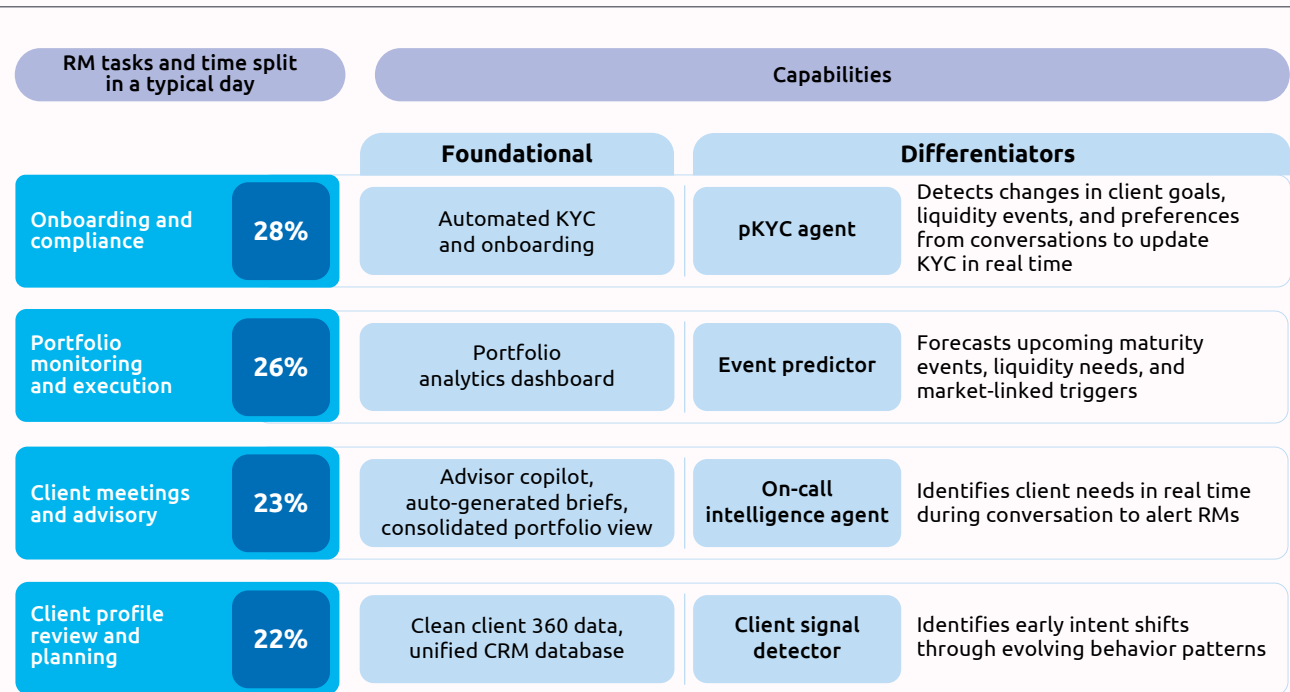 RM tasks and time split
in a typical day
Capabilities
Foundational
Differentiators
Onboarding and
compliance
28%
Automated KYC
and onboarding
pKYC agent
Detects changes in client goals,
liquidity events, and preferences
from conversations to update
KYC in real time
Portfolio
monitoring
and execution
26%
Portfolio
analytics dashboard
Event predictor
Forecasts upcoming maturity
events, liquidity needs, and
market-linked triggers
Client meetings
and advisory
23%
Advisor copilot,
auto-generated briefs,
consolidated portfolio view
On-call
intelligence agent
Identifies client needs in real time
during conversation to alert RMs
Client profile
review and
planning
22%
Clean client 360 data,
unified CRM database
Client signal
detector
Identifies early intent shifts
through evolving behavior patterns